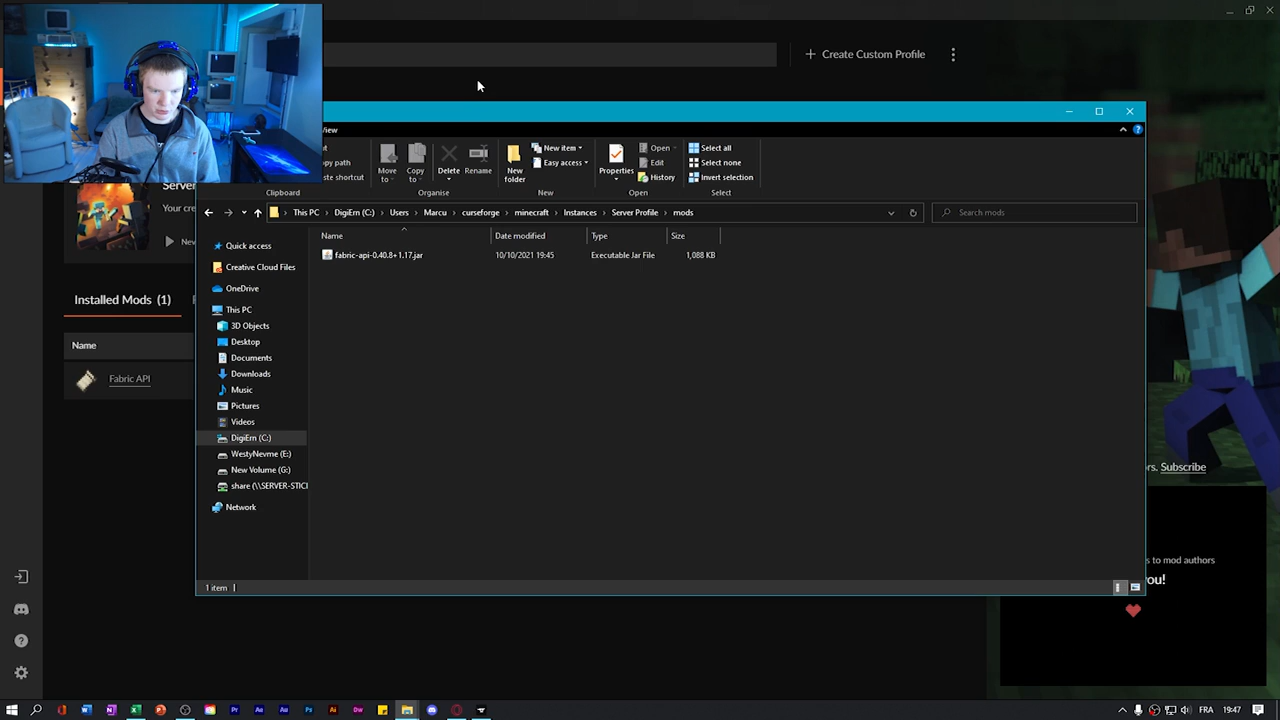 + Create Custom Profile
View
Select all
Select none
Invert selection
Select
New item
Easy access
New folder
New
Open
Edit
History
Properties
Open
Move to
Copy to
Delete
Rename
Organise
Clipboard
This PC > DigiErn (C:) > Users > Marcu > curseforge > minecraft > Instances > Server Profile > mods
Search mods
Name
Date modified
Type
Size
fabric-api-0.40.8+1.17.jar
10/10/2021 19:45
Executable Jar File
1,088 KB
Quick access
Creative Cloud Files
OneDrive
This PC
3D Objects
Desktop
Documents
Downloads
Music
Pictures
Videos
DigiErn (C:)
WestyNevme (E:)
New Volume (G:)
share (\\SERVER-STICI
Network
1 item
Installed Mods (1)
Name
Fabric API
Subscribe
s to mod authors
you!
FRA
19:47